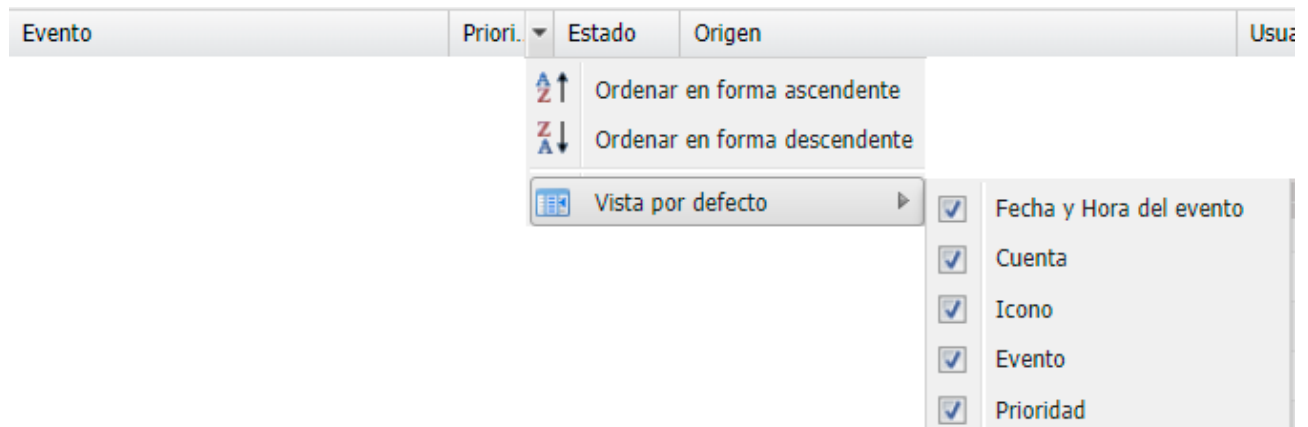 Evento Priori.. Estado Origen Usua
Ordenar en forma ascendente
Ordenar en forma descendente
Vista por defecto
Fecha y Hora del evento
Cuenta
Icono
Evento
Prioridad